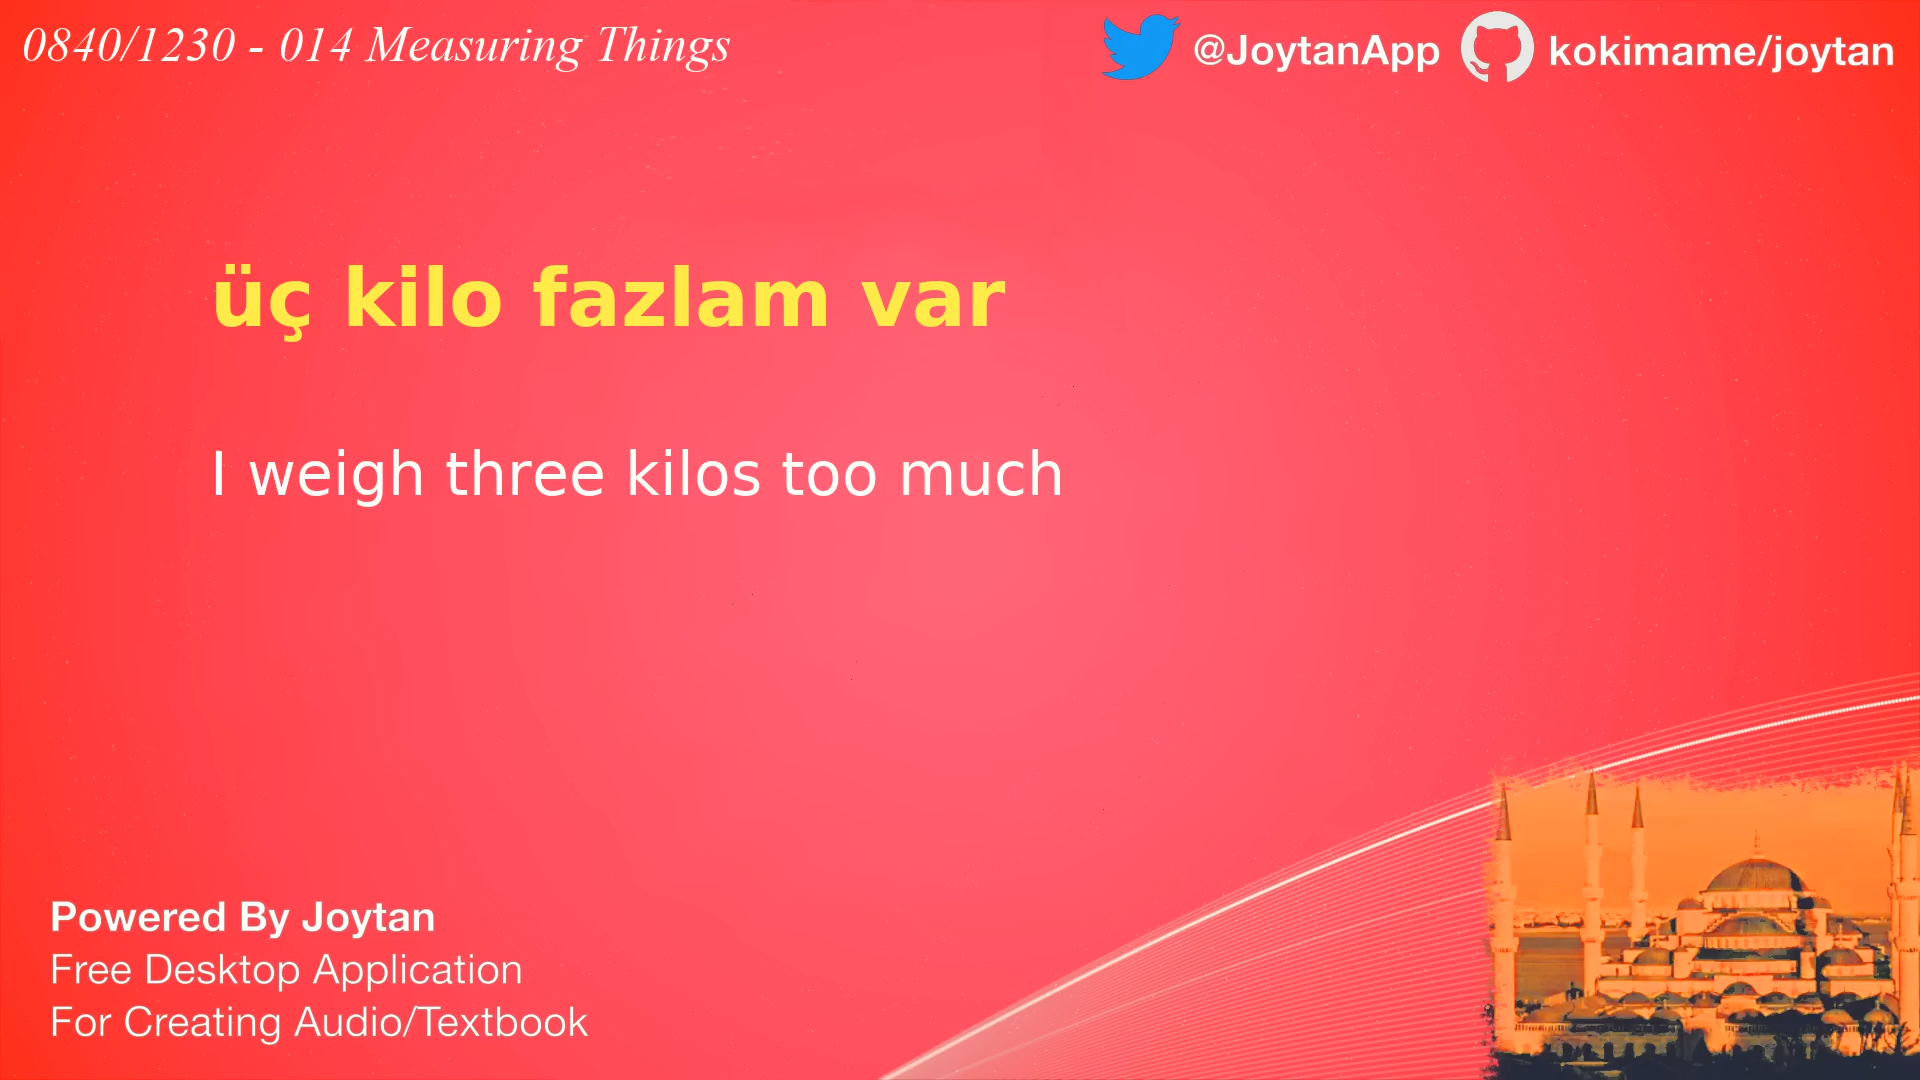 0840/1230 - 014 Measuring Things
@JoytanApp
kokimame/joytan
üç kilo fazlam var
I weigh three kilos too much
Powered By Joytan
Free Desktop Application
For Creating Audio/Textbook